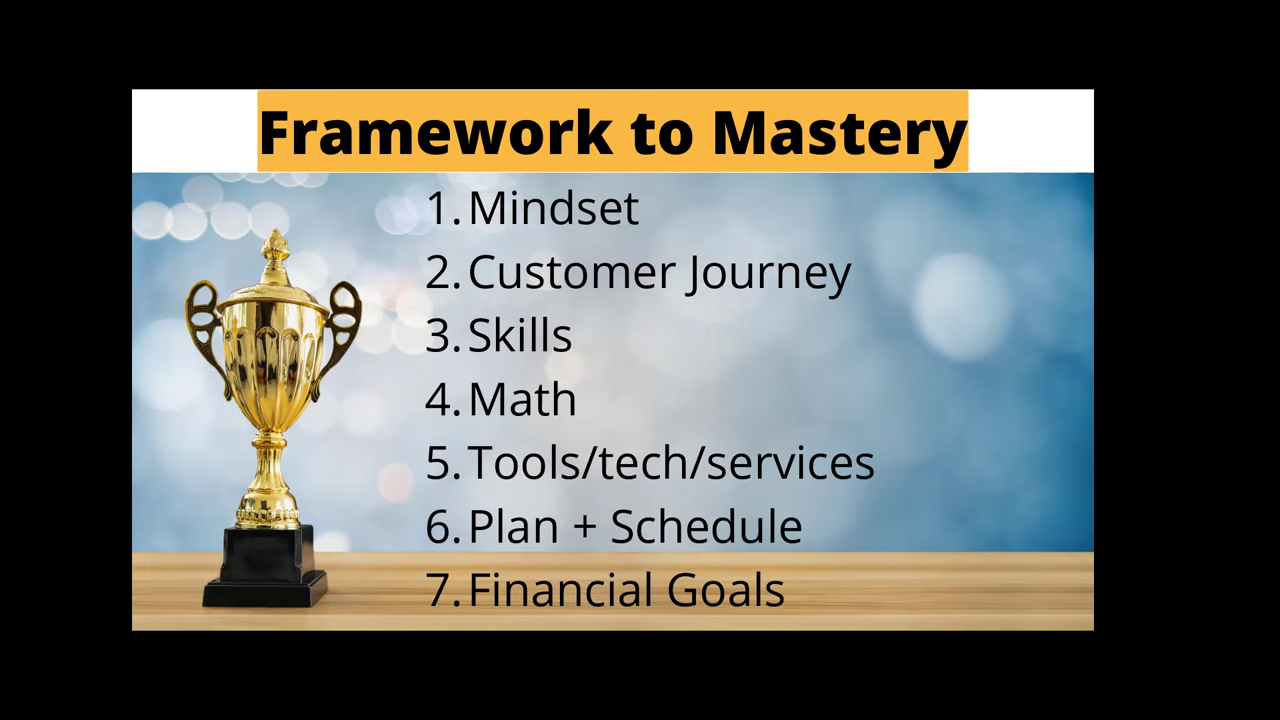 Framework to Mastery
1. Mindset
2. Customer Journey
3. Skills
4. Math
5. Tools/tech/services
6. Plan + Schedule
7. Financial Goals